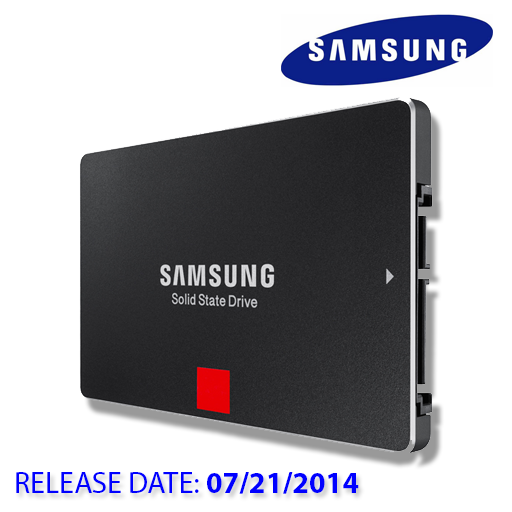 SAMSUNG
SAMSUNG
Solid State Drive
RELEASE DATE: 07/21/2014